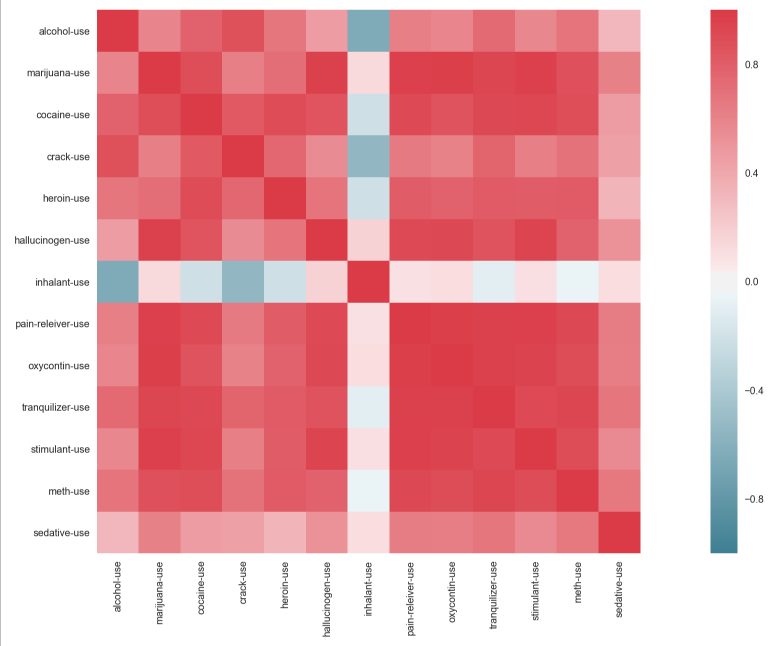 alcohol-use
marijuana-use
cocaine-use
crack-use
heroin-use
hallucinogen-use
inhalant-use
pain-releiver-use
oxycontin-use
tranquilizer-use
stimulant-use
meth-use
sedative-use
alcohol-use
marijuana-use
cocaine-use
crack-use
heroin-use
hallucinogen-use
inhalant-use
pain-releiver-use
oxycontin-use
tranquilizer-use
stimulant-use
meth-use
sedative-use
0.8
0.4
0.0
−0.4
−0.8